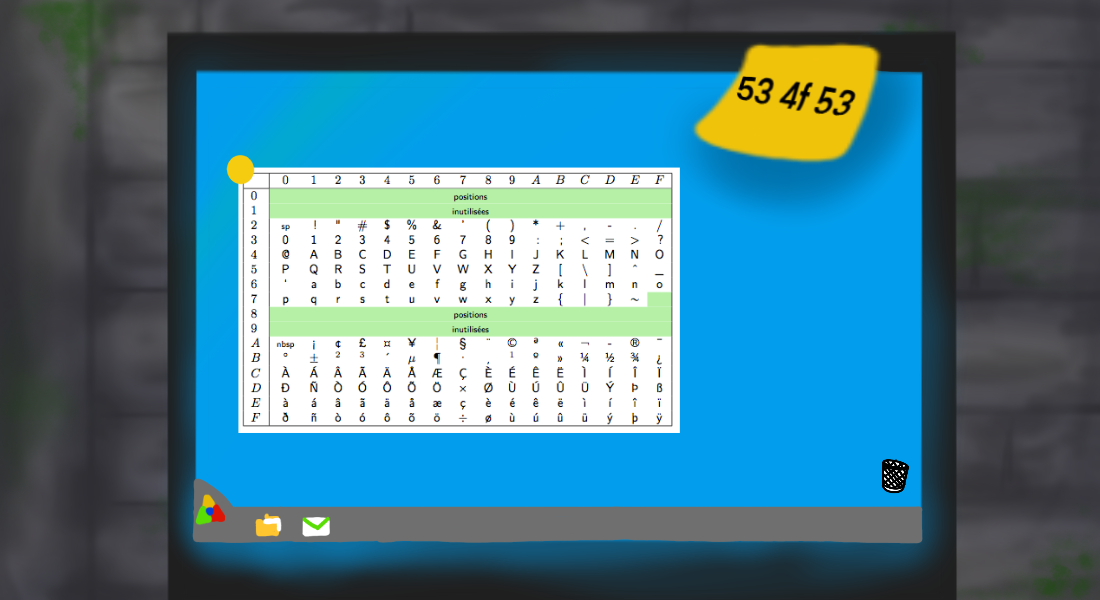 53 4f 53
0 1 2 3 4 5 6 7 8 9 A B C D E F
0 positions
1 inutilisées
2 sp ! " # $ % & ' ( ) * + , - . /
3 0 1 2 3 4 5 6 7 8 9 : ; < = > ?
4 @ A B C D E F G H I J K L M N O
5 P Q R S T U V W X Y Z [ \ ] ^ _
6 ' a b c d e f g h i j k l m n o
7 p q r s t u v w x y z { | } ~
8 positions
9 inutilisées
A nbsp ¡ ¢ £ ¤ ¥ ¦ § ¨ © ª « ¬ - ® ¯
B ° ± ² ³ ´ µ ¶ · ¸ ¹ º » ¼ ½ ¾ ¿
C À Á Â Ã Ä Å Æ Ç È É Ê Ë Ì Í Î Ï
D Ð Ñ Ò Ó Ô Õ Ö × Ø Ù Ú Û Ü Ý Þ ß
E à á â ã ä å æ ç è é ê ë ì í î ï
F ð ñ ò ó ô õ ö ÷ ø ù ú û ü ý þ ÿ